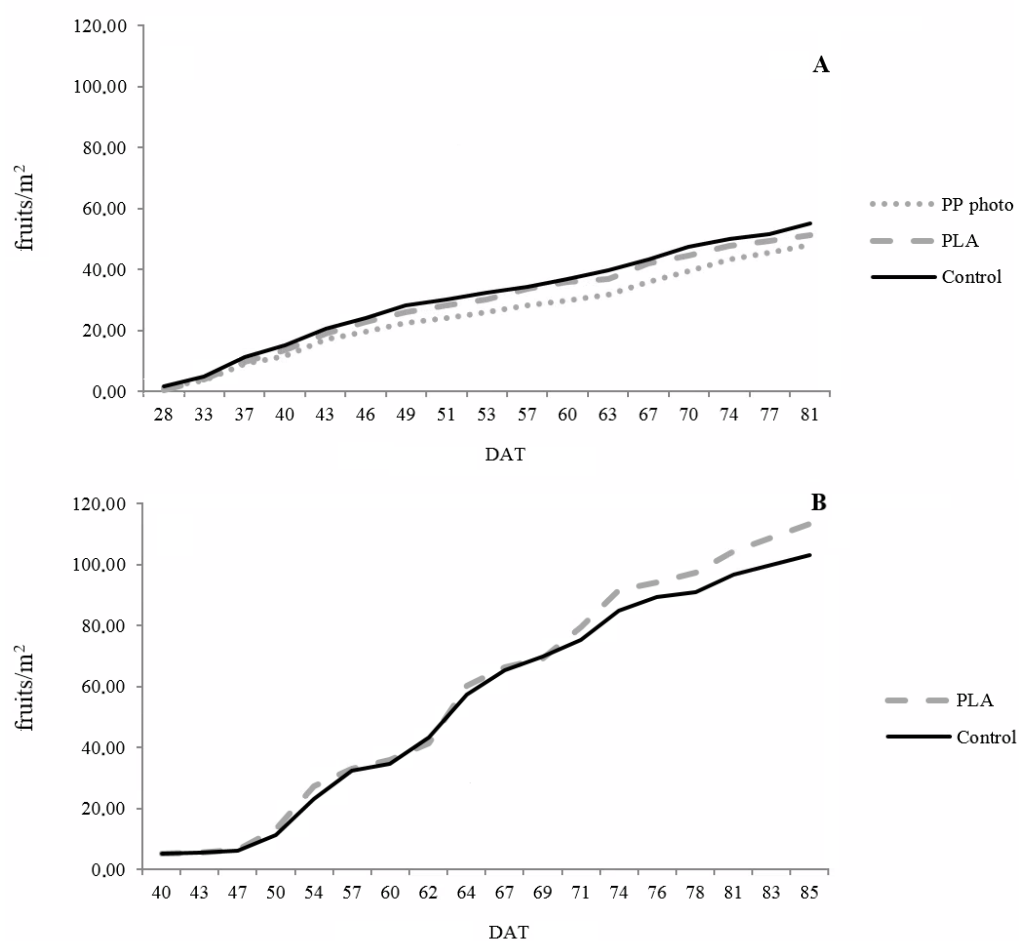 120,00
A
100,00
80,00
60,00
40,00
20,00
0,00
fruits/m²
PP photo
PLA
Control
28 33 37 40 43 46 49 51 53 57 60 63 67 70 74 77 81
DAT
120,00
B
100,00
80,00
60,00
40,00
20,00
0,00
fruits/m²
PLA
Control
40 43 47 50 54 57 60 62 64 67 69 71 74 76 78 81 83 85
DAT